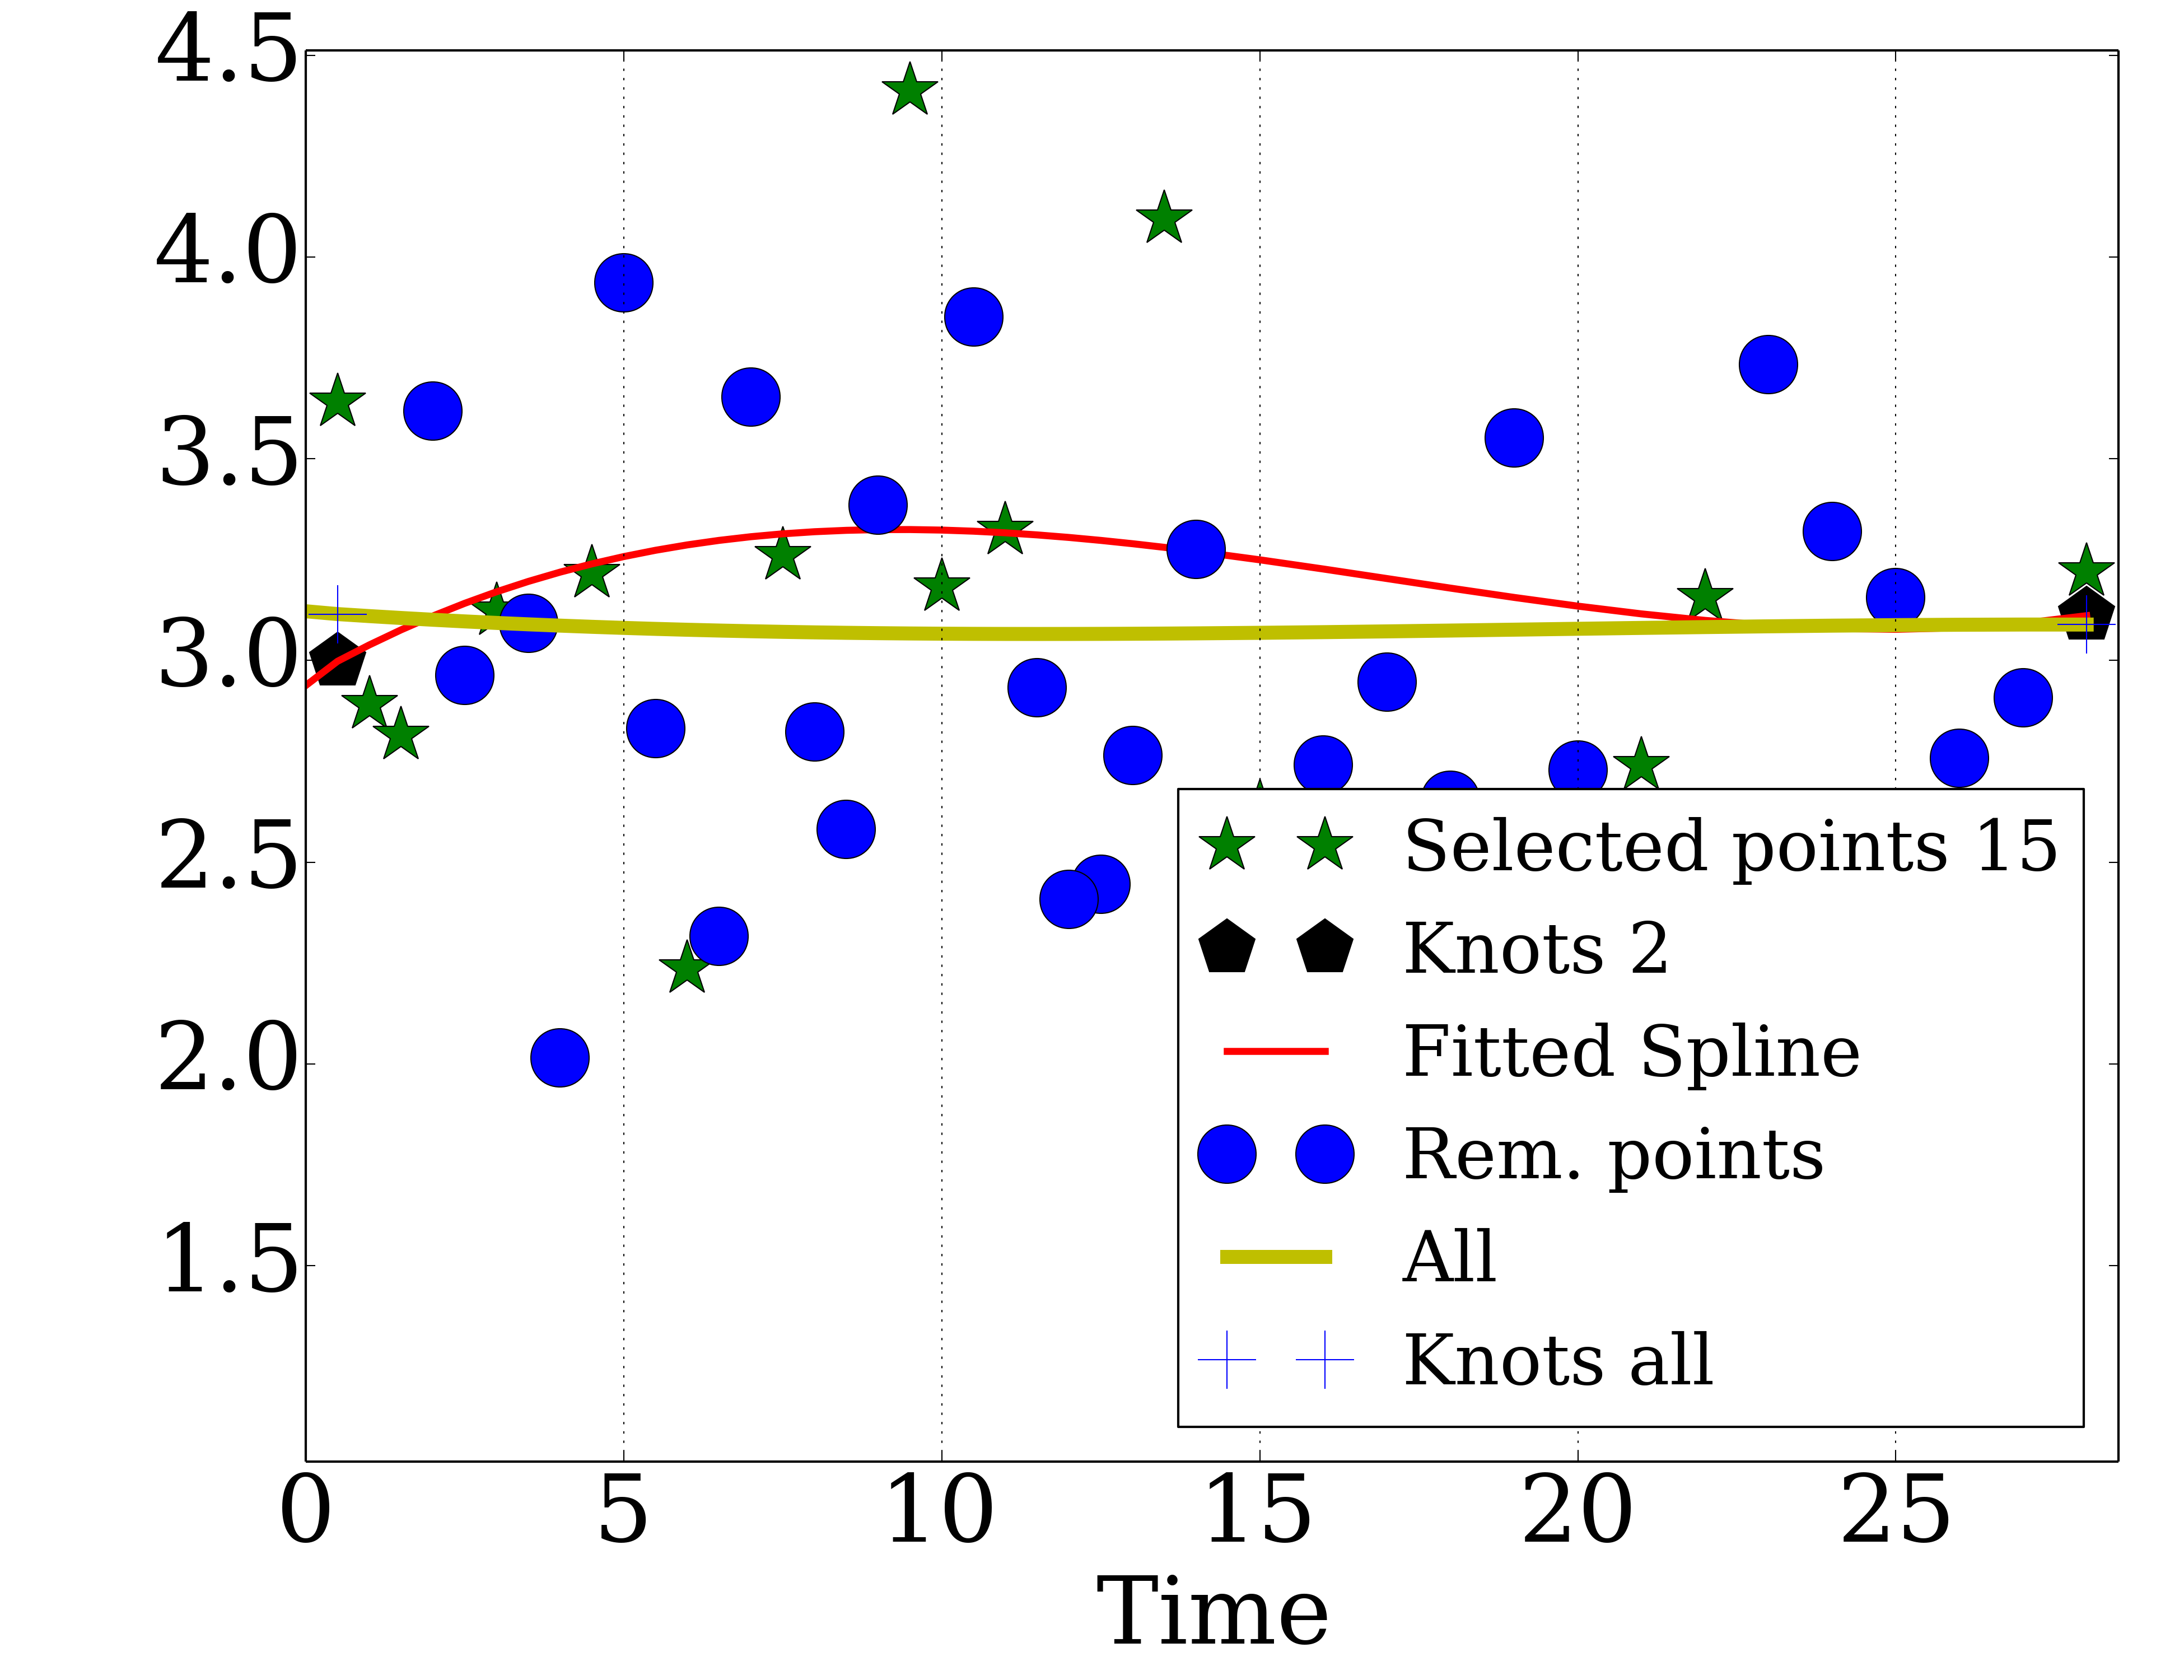 4.5
4.0
3.5
3.0
2.5
2.0
1.5
Selected points 15
Knots 2
Fitted Spline
Rem. points
All
Knots all
0 5 10 15 20 25
Time